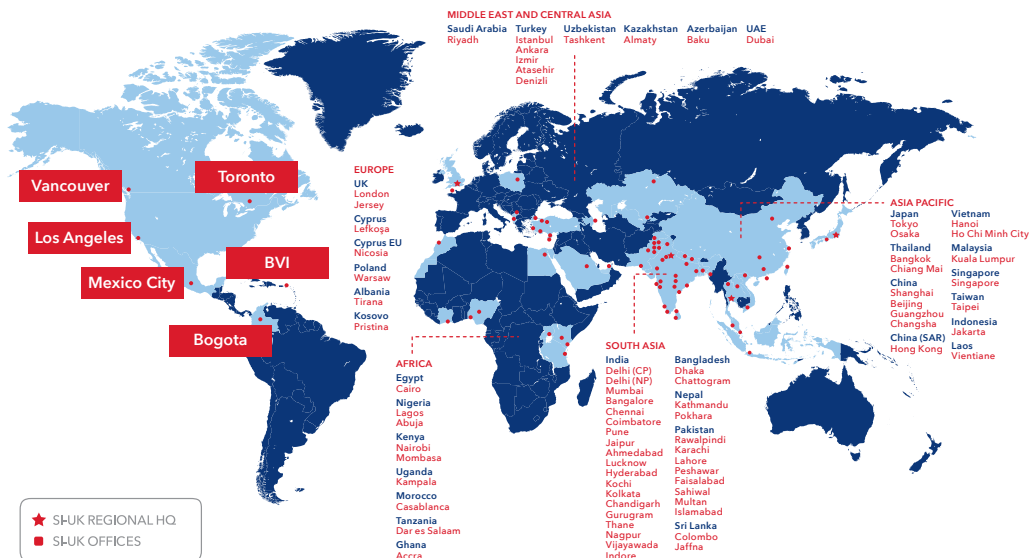 MIDDLE EAST AND CENTRAL ASIA
Saudi Arabia
Riyadh
Turkey
Istanbul
Ankara
Izmir
Atasehir
Denizli
Uzbekistan
Tashkent
Kazakhstan
Almaty
Azerbaijan
Baku
UAE
Dubai
Vancouver
Toronto
Los Angeles
BVI
Mexico City
Bogota
EUROPE
UK
London
Jersey
Cyprus
Lefkoşa
Cyprus EU
Nicosia
Poland
Warsaw
Albania
Tirana
Kosovo
Pristina
AFRICA
Egypt
Cairo
Nigeria
Lagos
Abuja
Kenya
Nairobi
Mombasa
Uganda
Kampala
Morocco
Casablanca
Tanzania
Dar es Salaam
Ghana
Accra
SOUTH ASIA
India
Delhi (CP)
Delhi (NP)
Mumbai
Bangalore
Chennai
Coimbatore
Pune
Jaipur
Ahmedabad
Lucknow
Hyderabad
Kochi
Kolkata
Chandigarh
Gurugram
Thane
Nagpur
Vijayawada
Indore
Bangladesh
Dhaka
Chattogram
Nepal
Kathmandu
Pokhara
Pakistan
Rawalpindi
Karachi
Lahore
Peshawar
Faisalabad
Sahiwal
Multan
Islamabad
Sri Lanka
Colombo
Jaffna
ASIA PACIFIC
Japan
Tokyo
Osaka
Thailand
Bangkok
Chiang Mai
China
Shanghai
Beijing
Guangzhou
Changsha
China (SAR)
Hong Kong
Vietnam
Hanoi
Ho Chi Minh City
Malaysia
Kuala Lumpur
Singapore
Singapore
Taiwan
Taipei
Indonesia
Jakarta
Laos
Vientiane
SI-UK REGIONAL HQ
SI-UK OFFICES